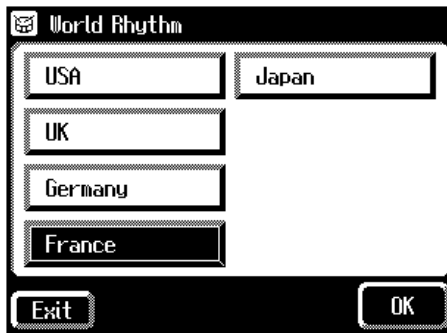 World Rhythm
USA
Japan
UK
Germany
France
Exit
OK